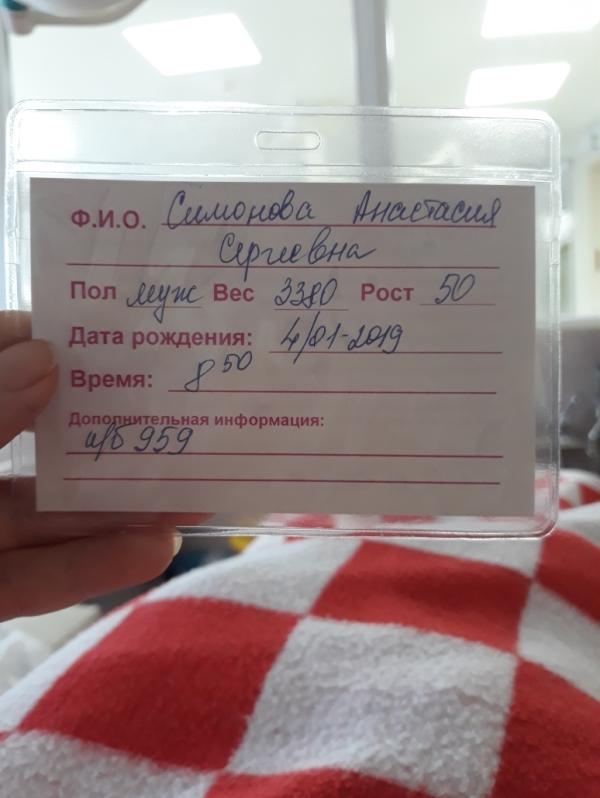 Ф.И.О. Симонова Анастасия
Сергеевна
Пол муж Вес 3380 Рост 50
Дата рождения: 4/01-2019
Время: 8 50
Дополнительная информация:
и/б 959